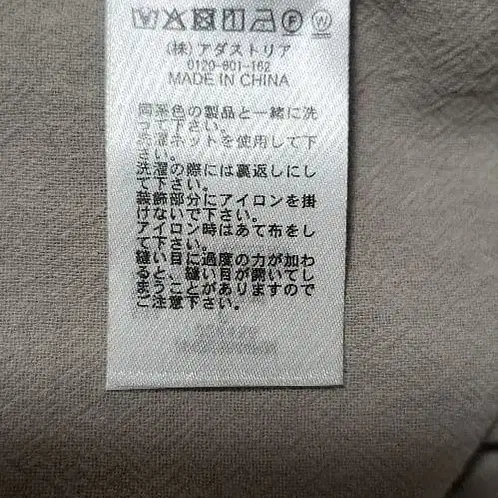 (株)アダストリア
0120-601-162
MADE IN CHINA
同系色の製品と一緒に洗
って下さい。
洗濯ネットを使用して下
さい。
洗濯の際には裏返しにし
て下さい。
装飾部分にアイロンを掛
けないで下さい。
アイロン時はあて布をし
て下さい。
縫い目に過度の力が加わ
ると、縫い目が開いてし
まうことがありますので
ご注意下さい。